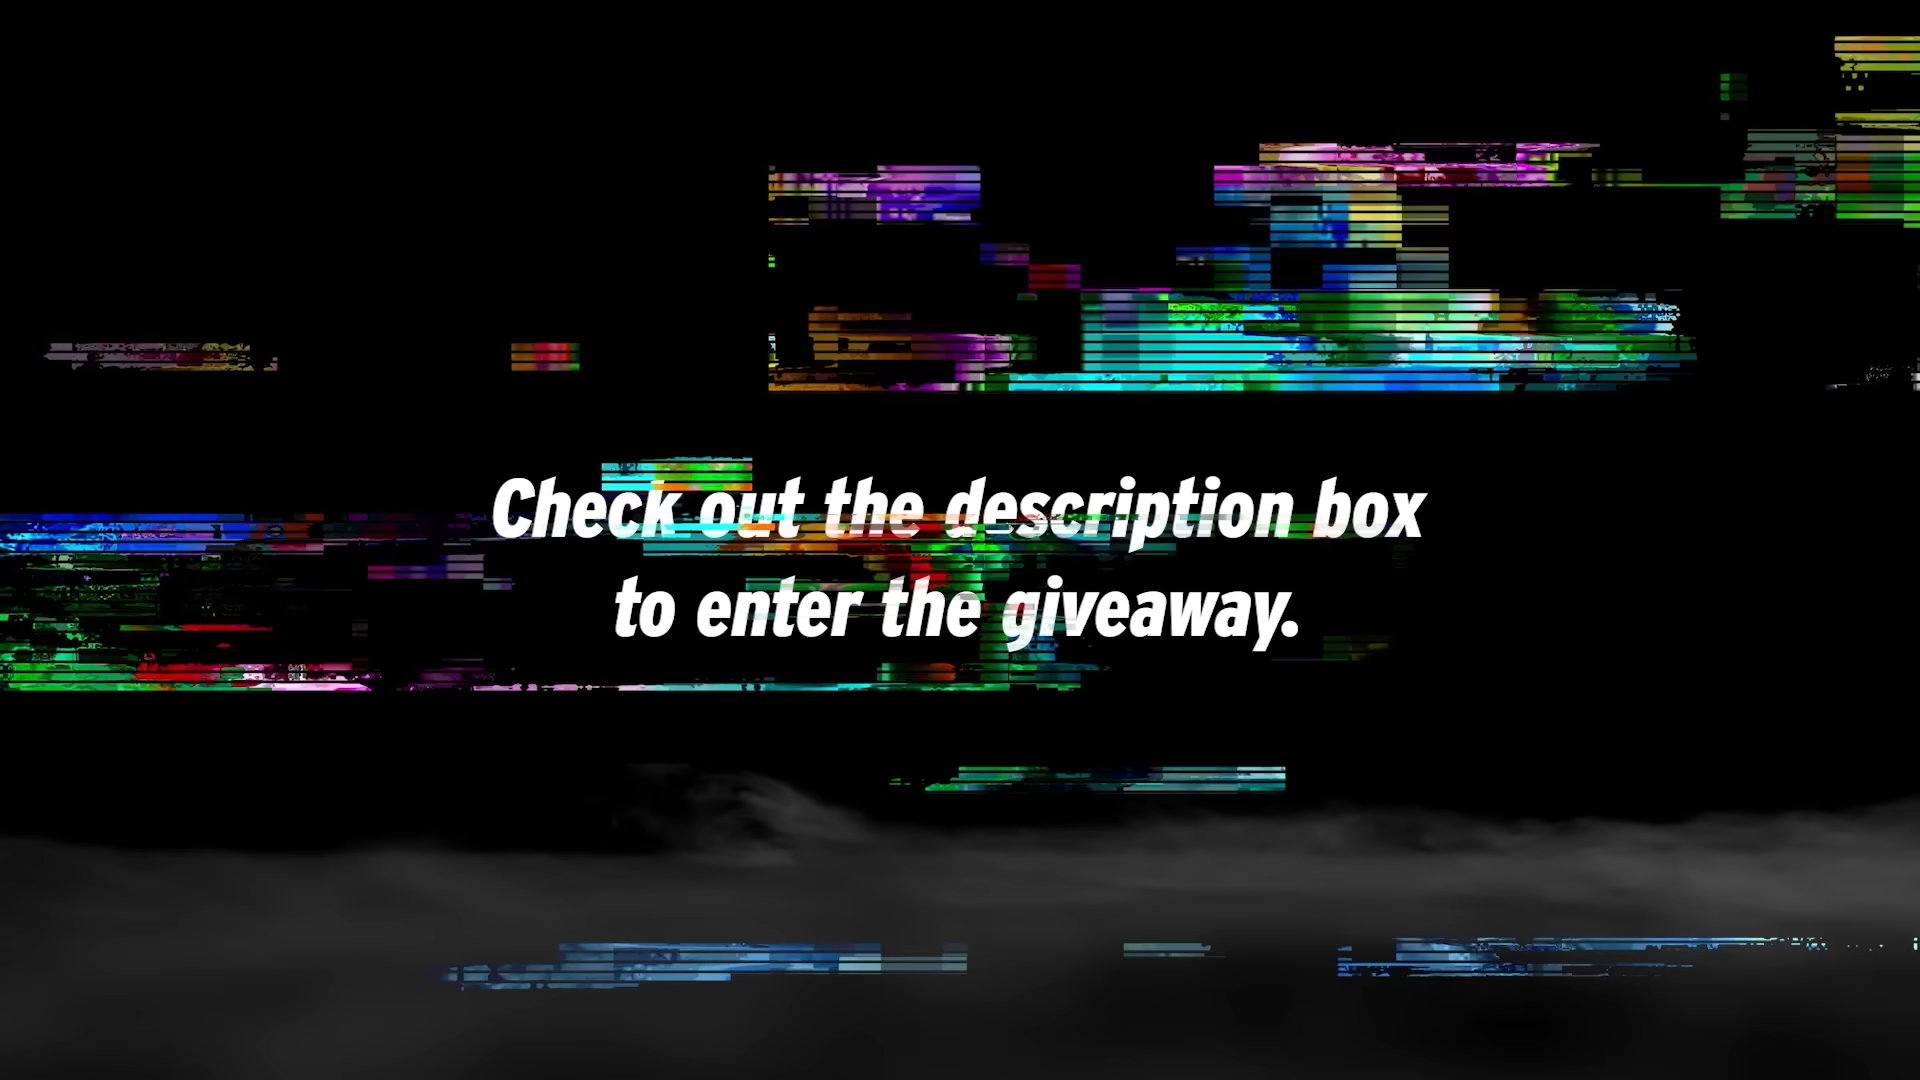 Check out the description box
to enter the giveaway.